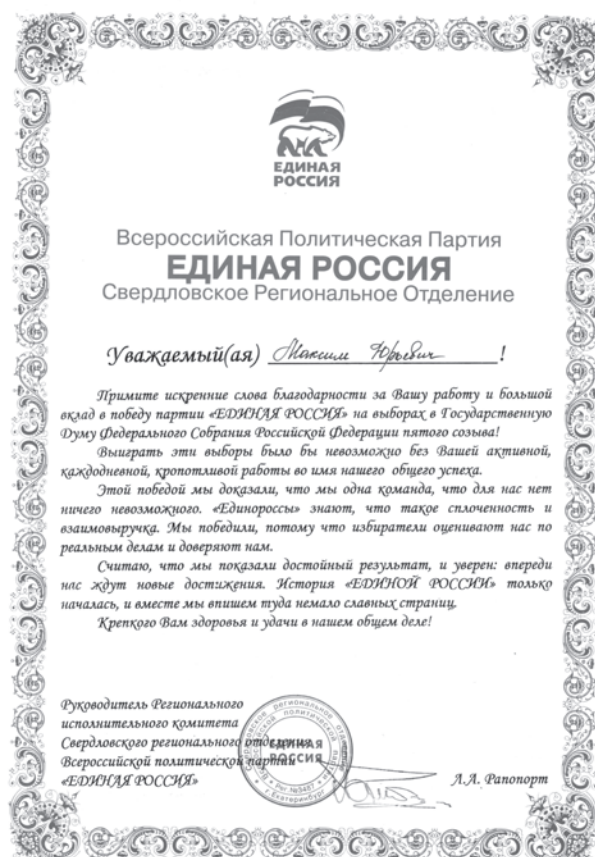 ЕДИНАЯ
РОССИЯ
Всероссийская Политическая Партия
ЕДИНАЯ РОССИЯ
Свердловское Региональное Отделение
Уважаемый(ая) Максим Юрьевич !
Примите искренние слова благодарности за Вашу работу и большой
вклад в победу партии «ЕДИНАЯ РОССИЯ» на выборах в Государственную
Думу Федерального Собрания Российской Федерации пятого созыва!
Выиграть эти выборы было бы невозможно без Вашей активной,
каждодневной, кропотливой работы во имя нашего общего успеха.
Этой победой мы доказали, что мы одна команда, что для нас нет
ничего невозможного. «Единороссы» знают, что такое сплоченность и
взаимовыручка. Мы победили, потому что избиратели оценивают нас по
реальным делам и доверяют нам.
Считаю, что мы показали достойный результат, и уверен: впереди
нас ждут новые достижения. История «ЕДИНОЙ РОССИИ» только
началась, и вместе мы впишем туда немало славных страниц.
Крепкого Вам здоровья и удачи в нашем общем деле!
Руководитель Регионального
исполнительного комитета
Свердловского регионального отделения
Всероссийской политической партии
«ЕДИНАЯ РОССИЯ»
Л.А. Рапопорт
ЕДИНАЯ
РОССИЯ
г. Екатеринбург